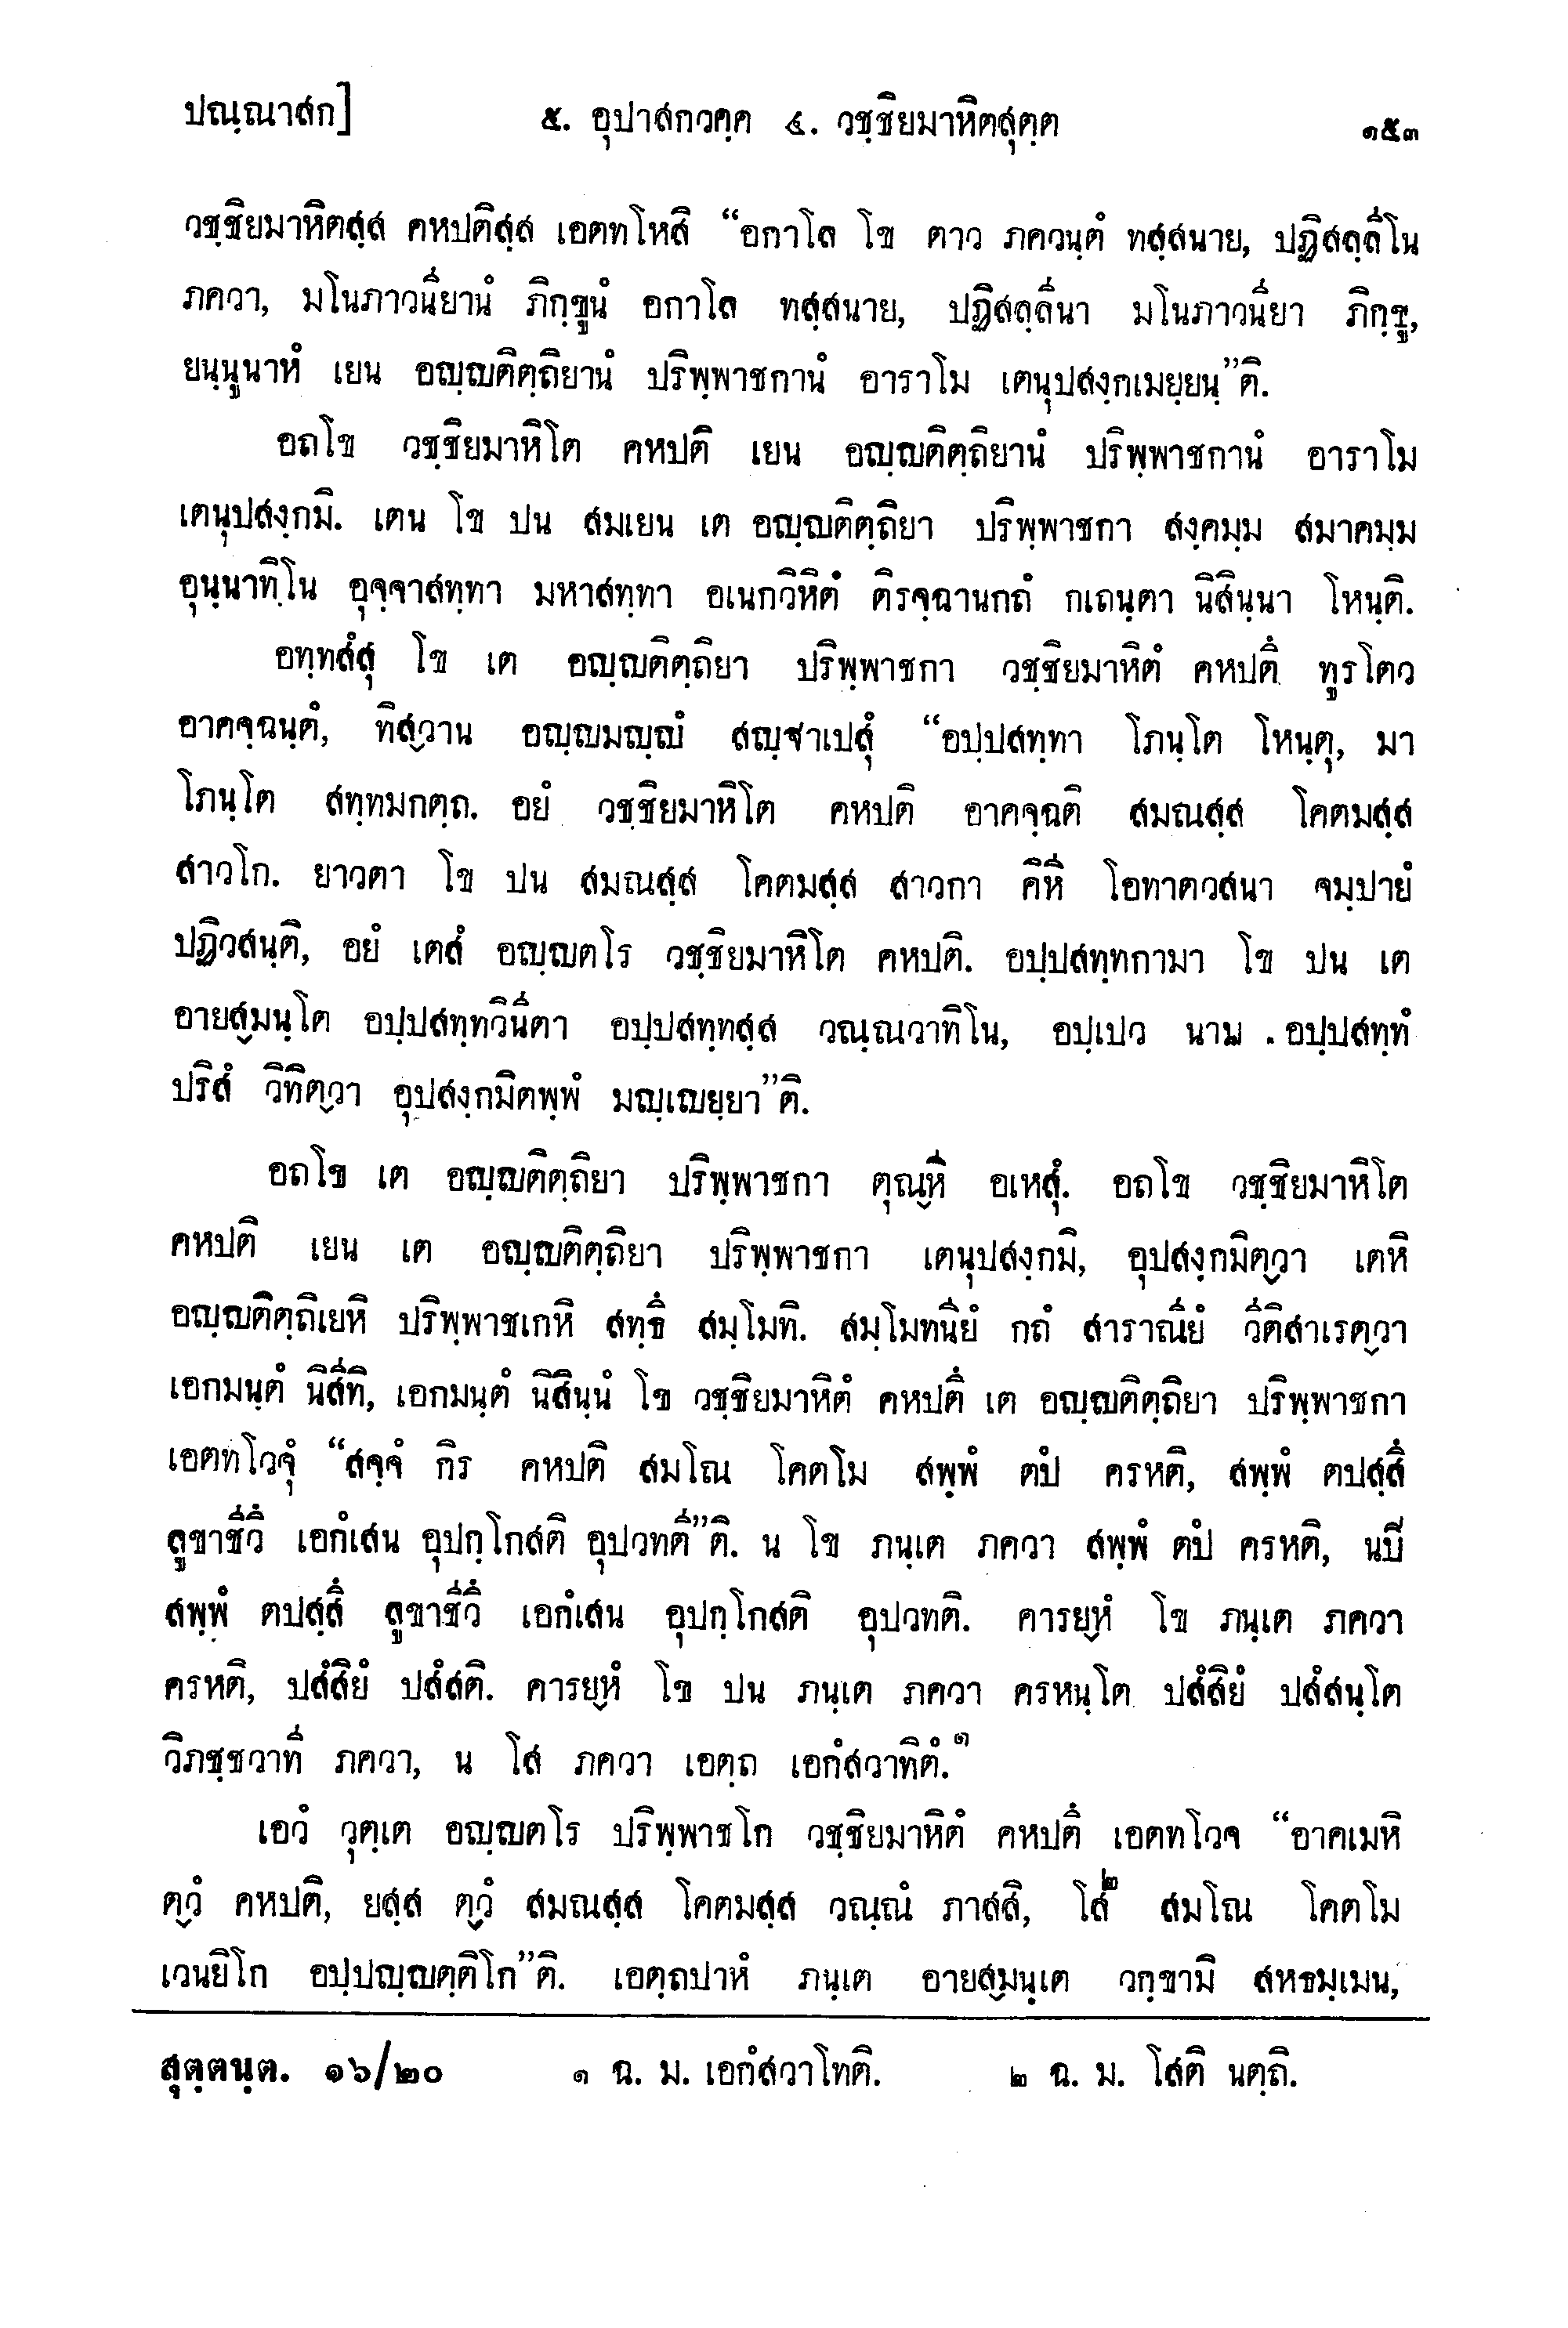 ปณฺณาสก] ๕. อุปาสกวคฺค ๔. วชฺชิยมาหิตสุตฺต ๑๕๓
วชฺชิยมาหิตสฺส คหปติสฺส เอตทโหสิ “อกาโล โข ตาว ภควนฺตํ ทสฺสนาย, ปฏิสลฺลีโน
ภควา, มโนภาวนียานํ ภิกฺขูนํ อกาโล ทสฺสนาย, ปฏิสลฺลีนา มโนภาวนียา ภิกฺขู,
ยนฺนูนาหํ เยน อญฺญติตฺถิยานํ ปริพฺพาชกานํ อาราโม เตนุปสงฺกเมยฺยนฺ”ติ.
อถโข วชฺชิยมาหิโต คหปติ เยน อญฺญติตฺถิยานํ ปริพฺพาชกานํ อาราโม
เตนุปสงฺกมิ. เตน โข ปน สมเยน เต อญฺญติตฺถิยา ปริพฺพาชกา สงฺคมฺม สมาคมฺม
อุนฺนาทิโน อุจฺจาสทฺทา มหาสทฺทา อเนกวิหิตํ ติรจฺฉานกถํ กเถนฺตา นิสินฺนา โหนฺติ.
อทฺทสํสุ โข เต อญฺญติตฺถิยา ปริพฺพาชกา วชฺชิยมาหิตํ คหปตึ ทูรโตว
อาคจฺฉนฺตํ, ทิสฺวาน อญฺญมญฺญํ สญฺาเปสุํ “อปฺปสทฺทา โภนฺโต โหนฺตุ, มา
โภนฺโต สทฺทมกตฺถ. อยํ วชฺชิยมาหิโต คหปติ อาคจฺฉติ สมณสฺส โคตมสฺส
สาวโก. ยาวตา โข ปน สมณสฺส โคตมสฺส สาวกา คิหี โอทาตวสนา จมฺปายํ
ปฏิวสนฺติ, อยํ เตสํ อญฺญตโร วชฺชิยมาหิโต คหปติ. อปฺปสทฺทกามา โข ปน เต
อายสฺมนฺโต อปฺปสทฺทวินีตา อปฺปสทฺทสฺส วณฺณวาทิโน, อปฺเปว นาม อปฺปสทฺทํ
ปริสํ วิทิตฺวา อุปสงฺกมิตพฺพํ มญฺเญยฺยา”ติ.
อถโข เต อญฺญติตฺถิยา ปริพฺพาชกา ตุณฺหี อเหสุํ. อถโข วชฺชิยมาหิโต
คหปติ เยน เต อญฺญติตฺถิยา ปริพฺพาชกา เตนุปสงฺกมิ, อุปสงฺกมิตฺวา เตหิ
อญฺญติตฺถิเยหิ ปริพฺพาชเกหิ สทฺธึ สมฺโมทิ. สมฺโมทนียํ กถํ สาราณียํ วีติสาเรตฺวา
เอกมนฺตํ นิสีทิ, เอกมนฺตํ นิสินฺนํ โข วชฺชิยมาหิตํ คหปตึ เต อญฺญติตฺถิยา ปริพฺพาชกา
เอตทโวจุํ “สจฺจํ กิร คหปติ สมโณ โคตโม สพฺพํ ตปํ ครหติ, สพฺพํ ตปสฺสึ
ลูขาชีวึ เอกํเสน อุปกฺโกสติ อุปวทตี”ติ. น โข ภนฺเต ภควา สพฺพํ ตปํ ครหติ, นปิ
สพฺพํ ตปสฺสึ ลูขาชีวึ เอกํเสน อุปกฺโกสติ อุปวทติ. คารยฺหํ โข ภนฺเต ภควา
ครหติ, ปสํสิยํ ปสํสติ. คารยฺหํ โข ปน ภนฺเต ภควา ครหนฺโต ปสํสิยํ ปสํสนฺโต
วิภชฺชวาที ภควา, น โส ภควา เอตฺถ เอกํสวาทิตํ.๑
เอวํ วุตฺเต อญฺญตโร ปริพฺพาชโก วชฺชิยมาหิตํ คหปตึ เอตทโวจ “อาคเมหิ
ตฺวํ คหปติ, ยสฺส ตฺวํ สมณสฺส โคตมสฺส วณฺณํ ภาสสิ, โส๒ สมโณ โคตโม
เวนยิโก อปฺปญฺญตฺติโก”ติ. เอตฺถปาหํ ภนฺเต อายสฺมนฺเต วกฺขามิ สหธมฺเมน,
สุตฺตนฺต. ๑๖/๒๐ ๑ ฉ. ม. เอกํสวาโทติ. ๒ ฉ. ม. โสติ นตฺถิ.